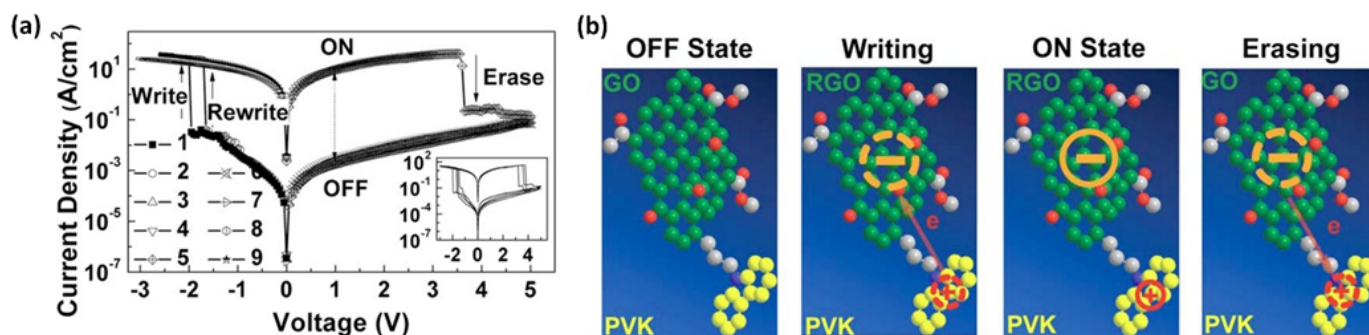 (a)
Current Density (A/cm²)
10¹
10⁻¹
10⁻²
10⁻⁴
10⁻⁵
10⁻⁷
ON
Erase
Write
Rewrite
OFF
1
2
3
4
5
6
7
8
9
10²
10⁻¹
10⁻⁴
10⁻⁷
-2 0 2 4
-3 -2 -1 0 1 2 3 4 5
Voltage (V)
(b)
OFF State Writing ON State Erasing
GO RGO RGO GO
e e
PVK PVK PVK PVK